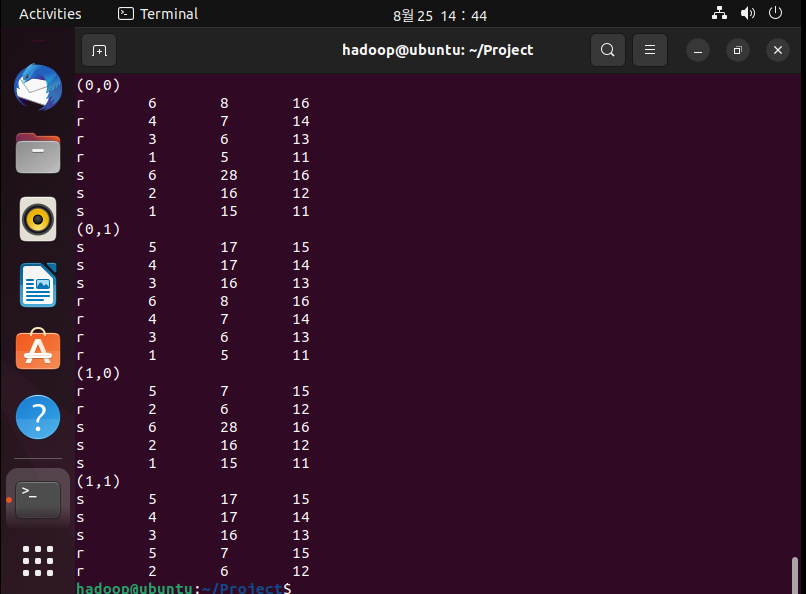 Activities Terminal 8월 25 14 : 44
hadoop@ubuntu: ~/Project
(0,0)
r 6 8 16
r 4 7 14
r 3 6 13
r 1 5 11
s 6 28 16
s 2 16 12
s 1 15 11
(0,1)
s 5 17 15
s 4 17 14
s 3 16 13
r 6 8 16
r 4 7 14
r 3 6 13
r 1 5 11
(1,0)
r 5 7 15
r 2 6 12
s 6 28 16
s 2 16 12
s 1 15 11
(1,1)
s 5 17 15
s 4 17 14
s 3 16 13
r 5 7 15
r 2 6 12
hadoop@ubuntu:~/Project$